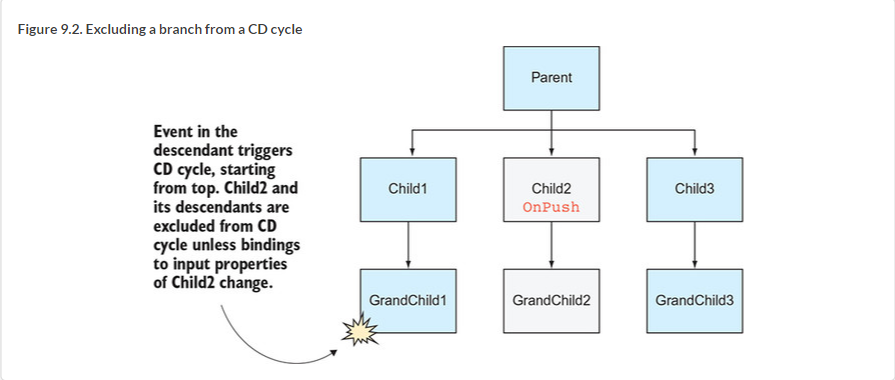 Figure 9.2. Excluding a branch from a CD cycle
Parent
Event in the
descendant triggers
CD cycle, starting
from top. Child2 and
its descendants are
excluded from CD
cycle unless bindings
to input properties
of Child2 change.
Child1
Child2
OnPush
Child3
GrandChild1
GrandChild2
GrandChild3